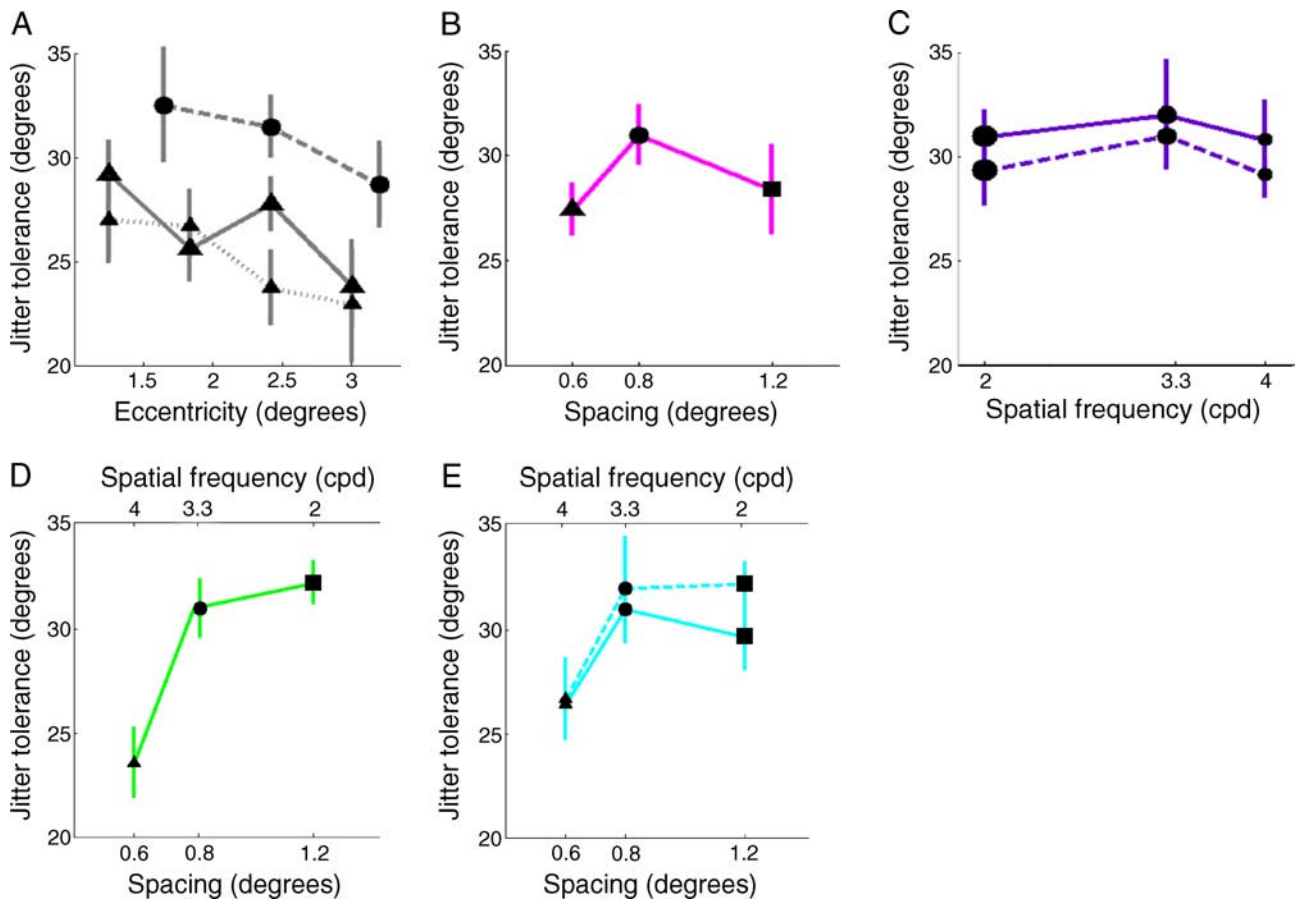 A
B
C
35
30
25
20
Jitter tolerance (degrees)
1.5
2
2.5
3
Eccentricity (degrees)
35
30
25
20
Jitter tolerance (degrees)
0.6
0.8
1.2
Spacing (degrees)
35
30
25
20
Jitter tolerance (degrees)
2
3.3
4
Spatial frequency (cpd)
D
Spatial frequency (cpd)
4
3.3
2
35
30
25
20
Jitter tolerance (degrees)
0.6
0.8
1.2
Spacing (degrees)
E
Spatial frequency (cpd)
4
3.3
2
35
30
25
20
Jitter tolerance (degrees)
0.6
0.8
1.2
Spacing (degrees)